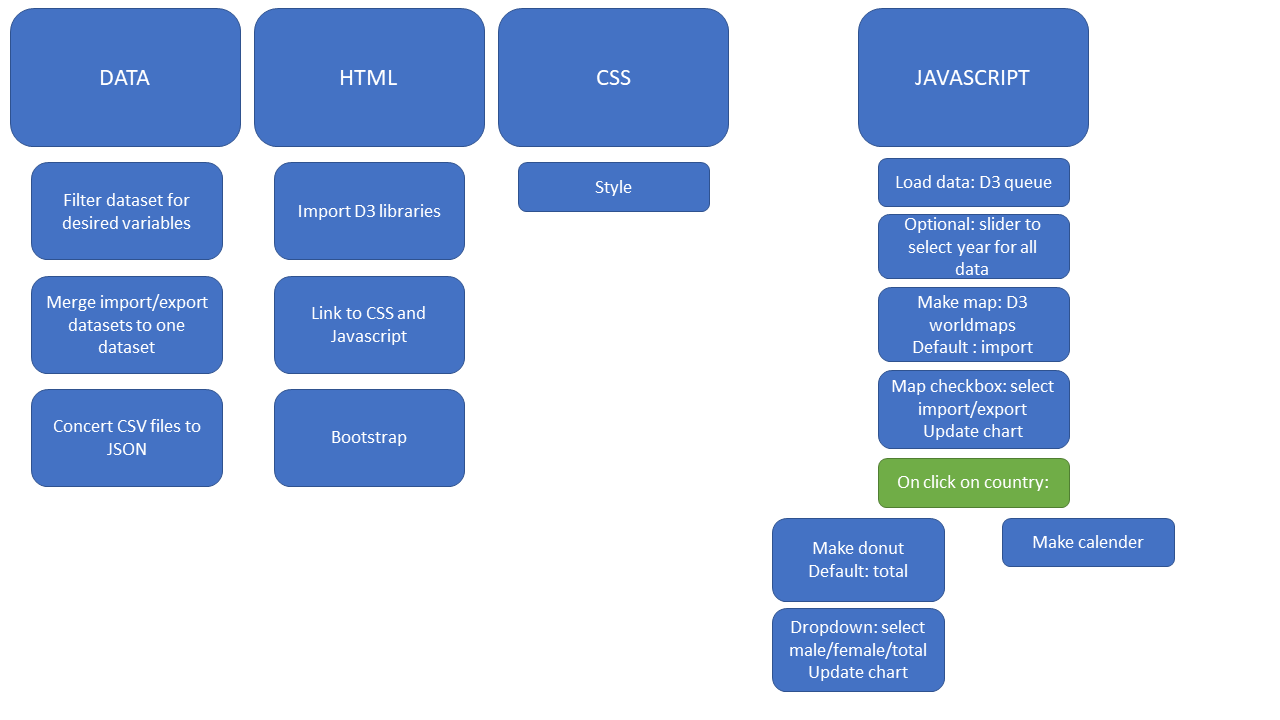 DATA
Filter dataset for
desired variables
Merge import/export
datasets to one
dataset
Concert CSV files to
JSON
HTML
Import D3 libraries
Link to CSS and
Javascript
Bootstrap
CSS
Style
JAVASCRIPT
Load data: D3 queue
Optional: slider to
select year for all
data
Make map: D3
worldmaps
Default : import
Map checkbox: select
import/export
Update chart
On click on country:
Make donut
Default: total
Dropdown: select
male/female/total
Update chart
Make calender